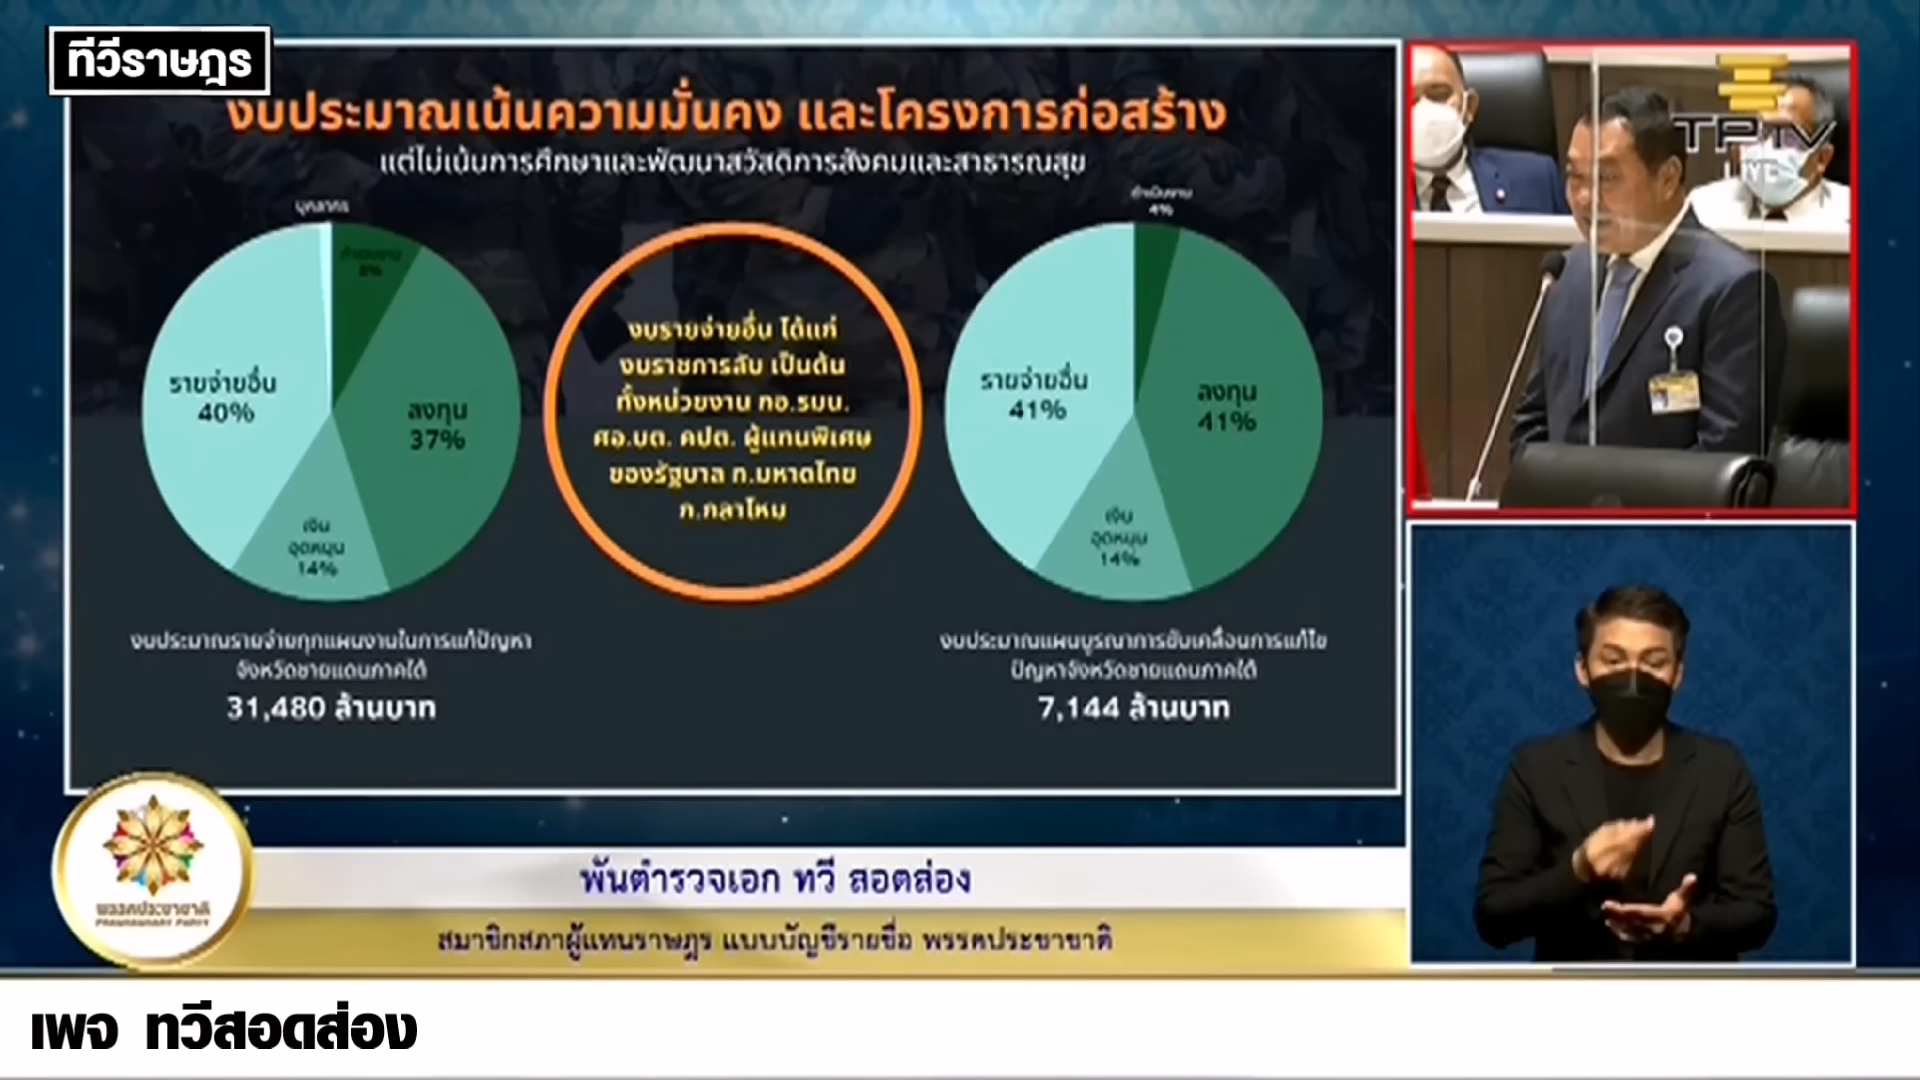 ทีวีราษฎร
งบประมาณเน้นความมั่นคง และโครงการก่อสร้าง
แต่ไม่เน้นการศึกษาและพัฒนาสวัสดิการสังคมและสาธารณสุข
บุคลากร
ดำเนินงาน
8%
รายจ่ายอื่น
40%
ลงทุน
37%
เงิน
อุดหนุน
14%
งบประมาณรายจ่ายทุกแผนงานในการแก้ปัญหา
จังหวัดชายแดนภาคใต้
31,480 ล้านบาท
งบรายจ่ายอื่น ได้แก่
งบราชการลับ เป็นต้น
ทั้งหน่วยงาน กอ.รมน.
ศอ.บต. คปต. ผู้แทนพิเศษ
ของรัฐบาล ก.มหาดไทย
ก.กลาโหม
ดำเนินงาน
4%
รายจ่ายอื่น
41%
ลงทุน
41%
เงิน
อุดหนุน
14%
งบประมาณแผนบูรณาการขับเคลื่อนการแก้ไข
ปัญหาจังหวัดชายแดนภาคใต้
7,144 ล้านบาท
TPTV
LIVE
พรรคประชาชาติ
PRACHACHAT PARTY
พันตำรวจเอก ทวี สอดส่อง
สมาชิกสภาผู้แทนราษฎร แบบบัญชีรายชื่อ พรรคประชาชาติ
เพจ ทวีสอดส่อง